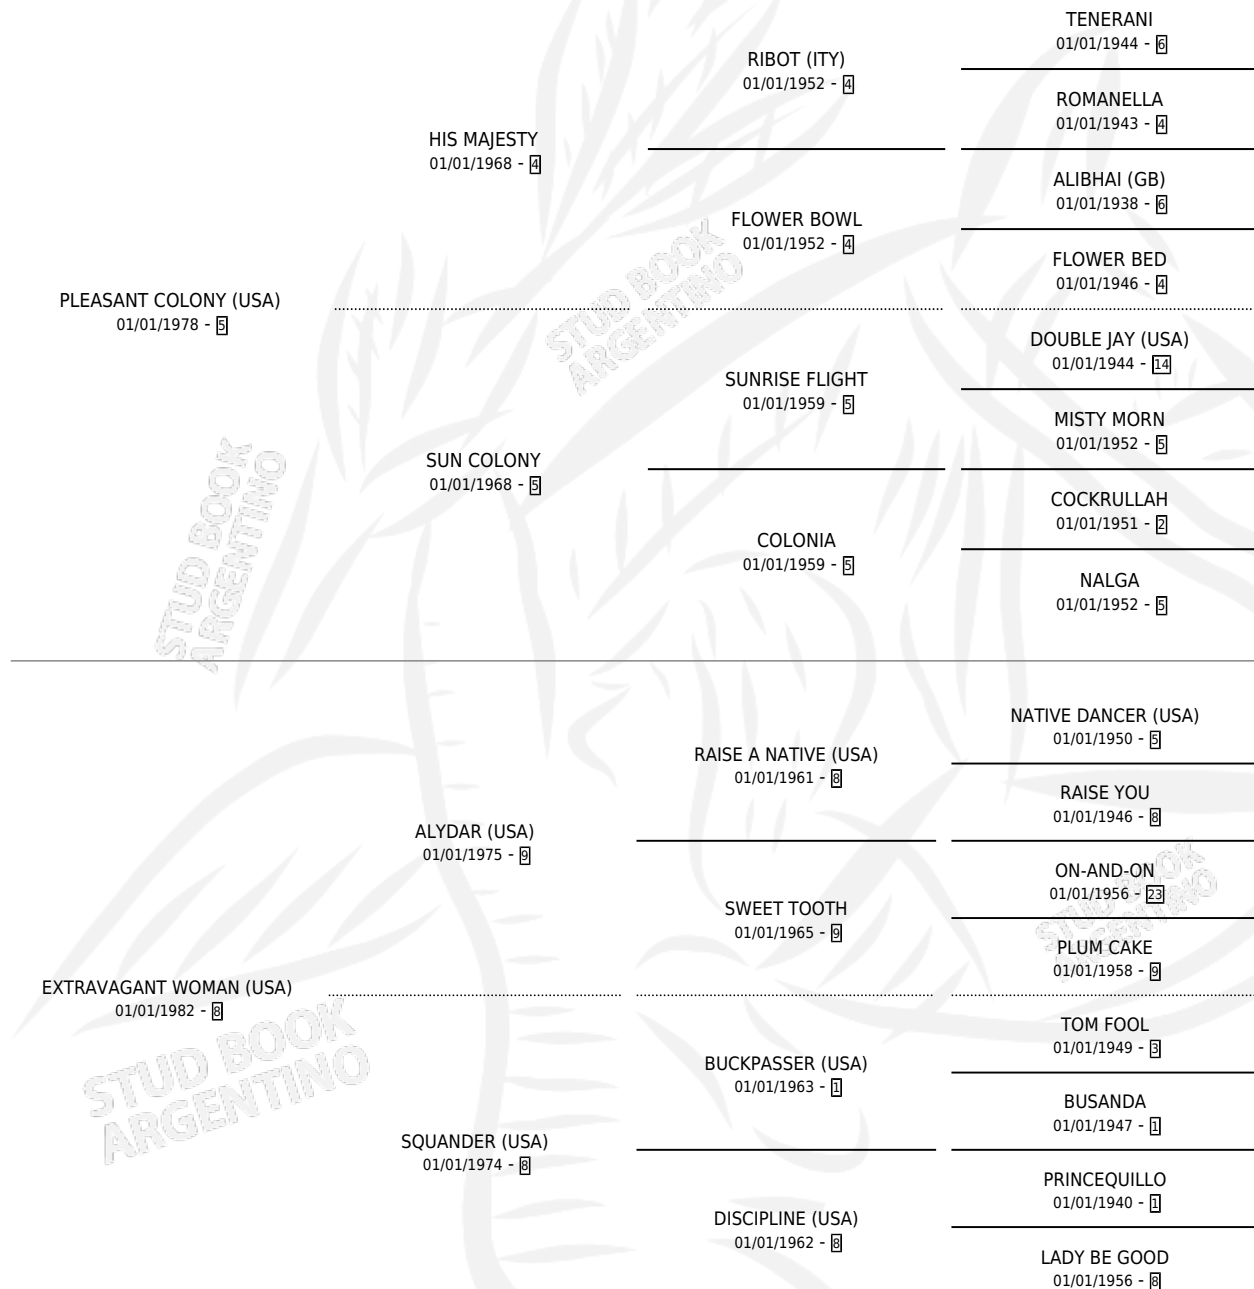 TENERANI
01/01/1944 - 6
RIBOT (ITY)
01/01/1952 - 4
ROMANELLA
01/01/1943 - 4
HIS MAJESTY
01/01/1968 - 4
ALIBHAI (GB)
01/01/1938 - 6
FLOWER BOWL
01/01/1952 - 4
FLOWER BED
01/01/1946 - 4
PLEASANT COLONY (USA)
01/01/1978 - 5
DOUBLE JAY (USA)
01/01/1944 - 14
SUNRISE FLIGHT
01/01/1959 - 5
MISTY MORN
01/01/1952 - 5
SUN COLONY
01/01/1968 - 5
COCKRULLAH
01/01/1951 - 2
COLONIA
01/01/1959 - 5
NALGA
01/01/1952 - 5
NATIVE DANCER (USA)
01/01/1950 - 5
RAISE A NATIVE (USA)
01/01/1961 - 8
RAISE YOU
01/01/1946 - 8
ALYDAR (USA)
01/01/1975 - 9
ON-AND-ON
01/01/1956 - 23
SWEET TOOTH
01/01/1965 - 9
PLUM CAKE
01/01/1958 - 9
EXTRAVAGANT WOMAN (USA)
01/01/1982 - 8
TOM FOOL
01/01/1949 - 3
BUCKPASSER (USA)
01/01/1963 - 1
BUSANDA
01/01/1947 - 1
SQUANDER (USA)
01/01/1974 - 8
PRINCEQUILLO
01/01/1940 - 1
DISCIPLINE (USA)
01/01/1962 - 8
LADY BE GOOD
01/01/1956 - 8
STUD BOOK
ARGENTINO
STUD BOOK
ARGENTINO
STUD BOOK
ARGENTINO
STUD BOOK
ARGENTINO